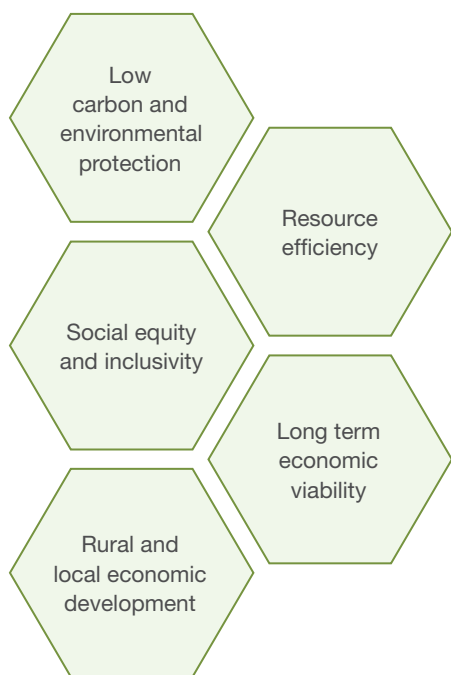 Low
carbon and
environmental
protection
Resource
efficiency
Social equity
and inclusivity
Long term
economic
viability
Rural and
local economic
development